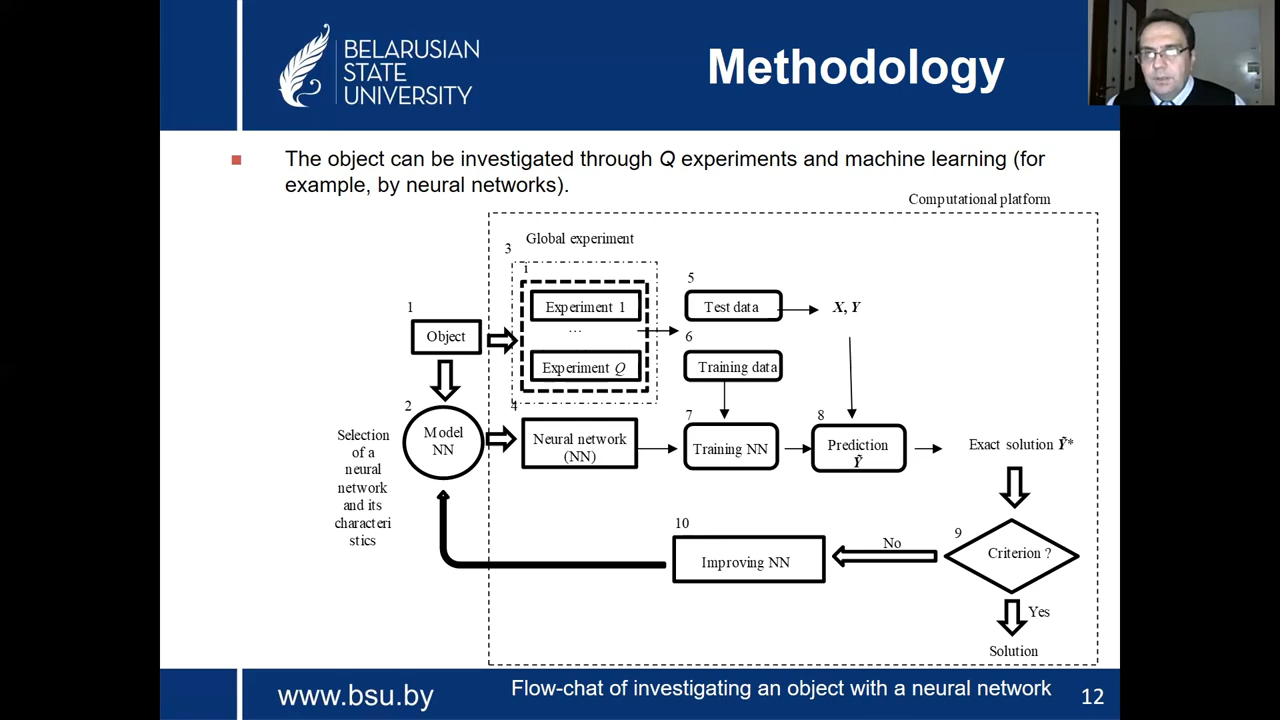 BELARUSIAN
STATE
UNIVERSITY
Methodology
The object can be investigated through Q experiments and machine learning (for
example, by neural networks).
Computational platform
Global experiment
3
i
Experiment 1
...
Experiment Q
5
Test data
X, Y
6
Training data
1
Object
2
Model
NN
Selection
of a
neural
network
and its
characteri
stics
4
Neural network
(NN)
7
Training NN
8
Prediction
Ỹ
Exact solution Ỹ*
9
Criterion ?
No
10
Improving NN
Yes
Solution
www.bsu.by
Flow-chat of investigating an object with a neural network
12